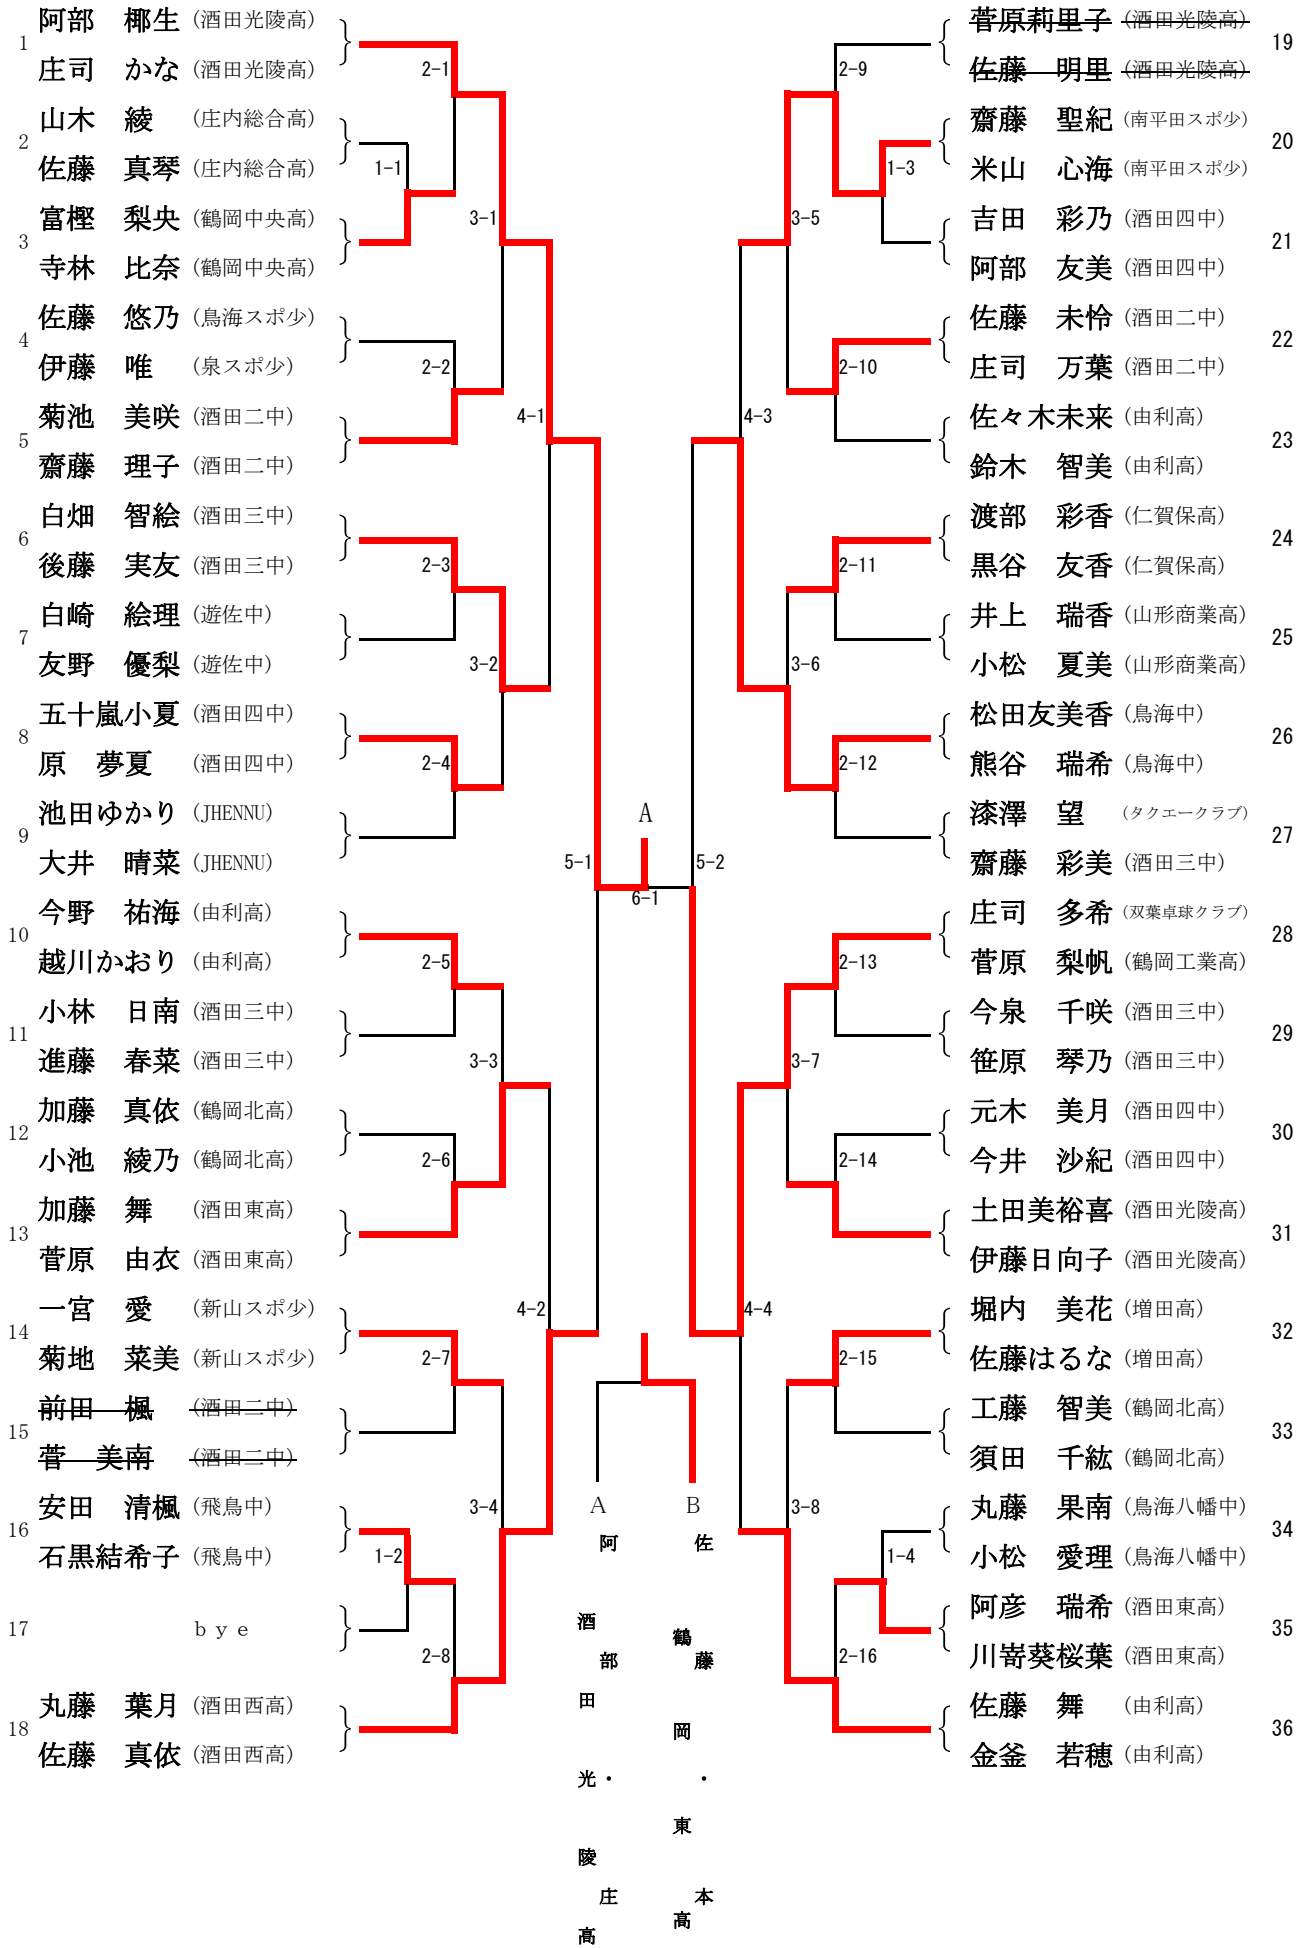 1
阿部　椰生 (酒田光陵高)
庄司　かな (酒田光陵高)
2
山木　綾 (庄内総合高)
佐藤　真琴 (庄内総合高)
3
富樫　梨央 (鶴岡中央高)
寺林　比奈 (鶴岡中央高)
4
佐藤　悠乃 (鳥海スポ少)
伊藤　唯 (泉スポ少)
5
菊池　美咲 (酒田二中)
齋藤　理子 (酒田二中)
6
白畑　智絵 (酒田三中)
後藤　実友 (酒田三中)
7
白崎　絵理 (遊佐中)
友野　優梨 (遊佐中)
8
五十嵐小夏 (酒田四中)
原　夢夏 (酒田四中)
9
池田ゆかり (JHENNU)
大井　晴菜 (JHENNU)
10
今野　祐海 (由利高)
越川かおり (由利高)
11
小林　日南 (酒田三中)
進藤　春菜 (酒田三中)
12
加藤　真依 (鶴岡北高)
小池　綾乃 (鶴岡北高)
13
加藤　舞 (酒田東高)
菅原　由衣 (酒田東高)
14
一宮　愛 (新山スポ少)
菊地　菜美 (新山スポ少)
15
前田　楓 (酒田二中)
菅　美南 (酒田二中)
16
安田　清楓 (飛鳥中)
石黒結希子 (飛鳥中)
17
ｂｙｅ
18
丸藤　葉月 (酒田西高)
佐藤　真依 (酒田西高)
2-1
1-1
3-1
2-2
4-1
2-3
3-2
2-4
5-1
2-5
3-3
2-6
4-2
2-7
3-4
1-2
2-8
A
6-1
5-2
A
B
阿部・阿部庄
酒田光陵高
佐藤・本
鶴岡東高
2-9
1-3
3-5
2-10
4-3
2-11
3-6
2-12
2-13
3-7
2-14
4-4
2-15
3-8
1-4
2-16
菅原莉里子 (酒田光陵高)
佐藤　明里 (酒田光陵高)
19
齋藤　聖紀 (南平田スポ少)
米山　心海 (南平田スポ少)
20
吉田　彩乃 (酒田四中)
阿部　友美 (酒田四中)
21
佐藤　未怜 (酒田二中)
庄司　万葉 (酒田二中)
22
佐々木未来 (由利高)
鈴木　智美 (由利高)
23
渡部　彩香 (仁賀保高)
黒谷　友香 (仁賀保高)
24
井上　瑞香 (山形商業高)
小松　夏美 (山形商業高)
25
松田友美香 (鳥海中)
熊谷　瑞希 (鳥海中)
26
漆澤　望 (タクエークラブ)
齋藤　彩美 (酒田三中)
27
庄司　多希 (双葉卓球クラブ)
菅原　梨帆 (鶴岡工業高)
28
今泉　千咲 (酒田三中)
笹原　琴乃 (酒田三中)
29
元木　美月 (酒田四中)
今井　沙紀 (酒田四中)
30
土田美裕喜 (酒田光陵高)
伊藤日向子 (酒田光陵高)
31
堀内　美花 (増田高)
佐藤はるな (増田高)
32
工藤　智美 (鶴岡北高)
須田　千紘 (鶴岡北高)
33
丸藤　果南 (鳥海八幡中)
小松　愛理 (鳥海八幡中)
34
阿彦　瑞希 (酒田東高)
川嵜葵桜葉 (酒田東高)
35
佐藤　舞 (由利高)
金釜　若穂 (由利高)
36